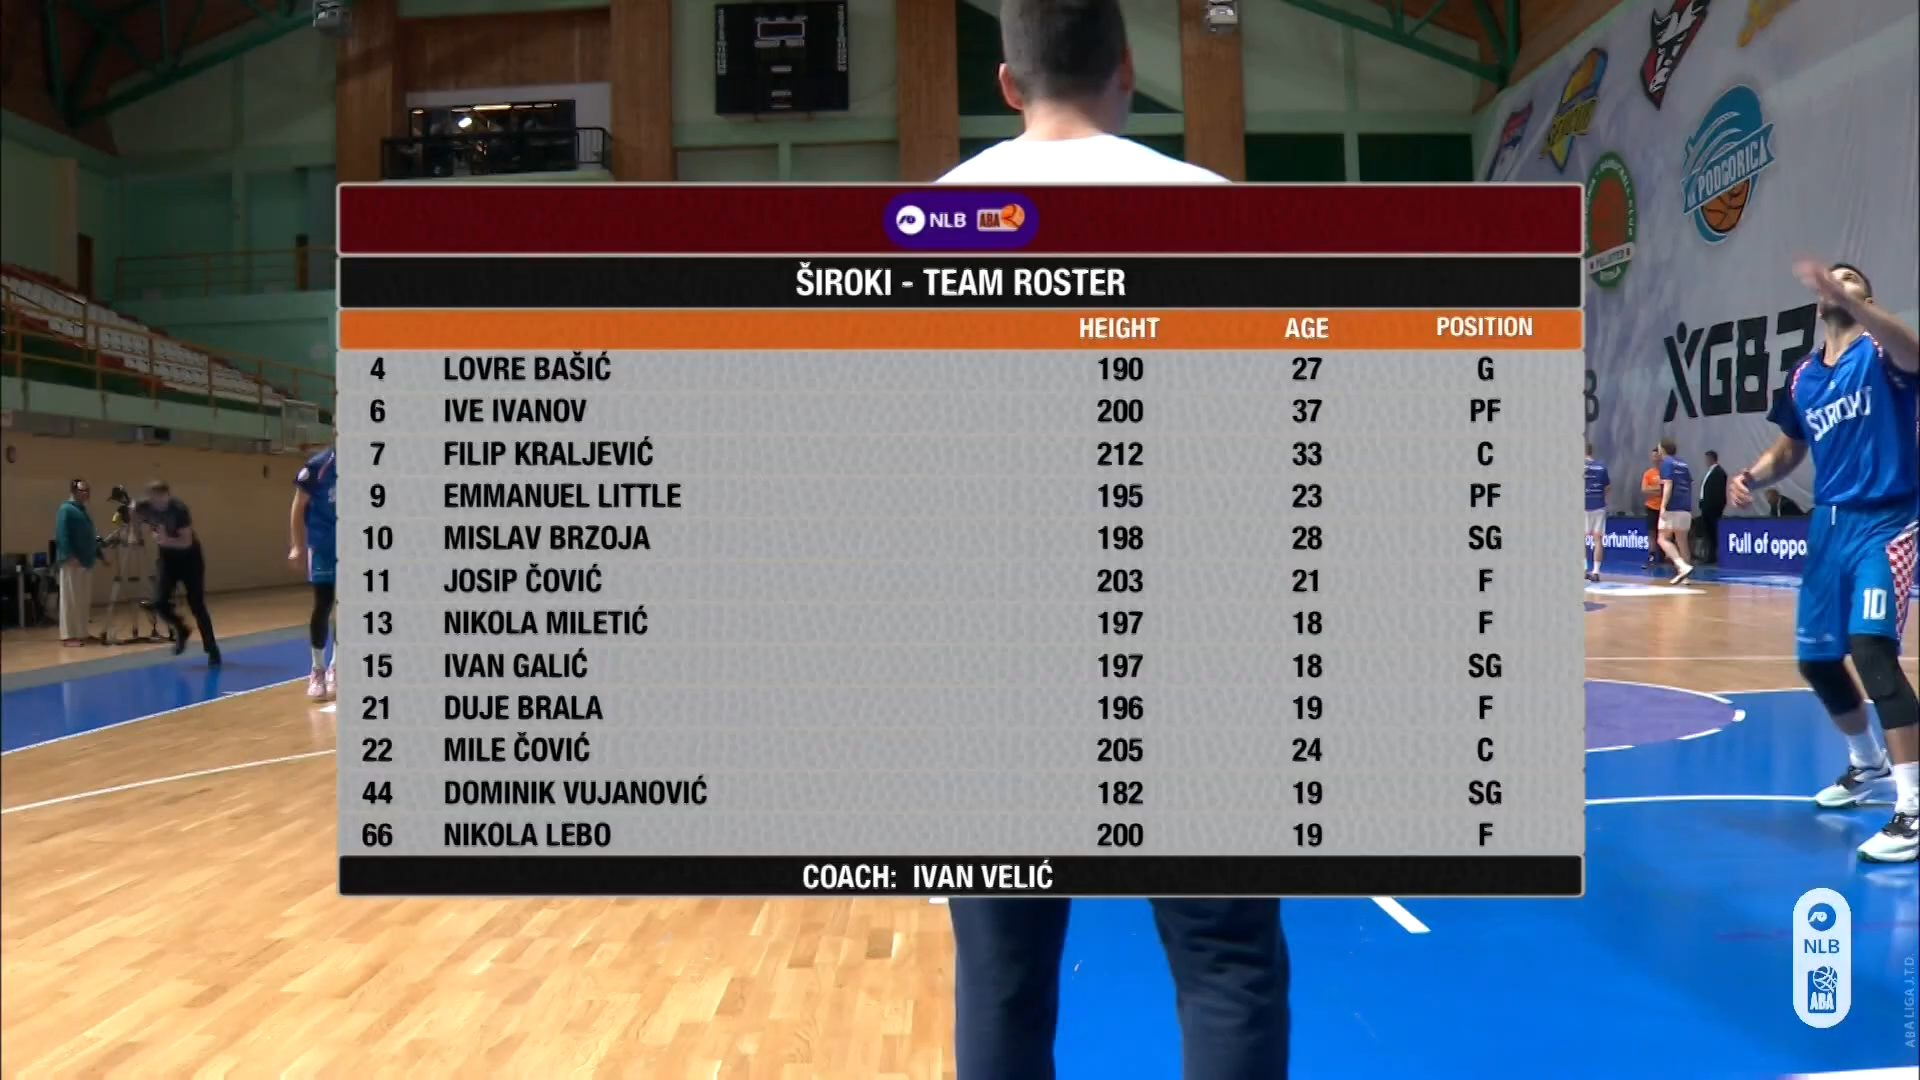 NLB ABA2
ŠIROKI - TEAM ROSTER
HEIGHT AGE POSITION
4 LOVRE BAŠIĆ 190 27 G
6 IVE IVANOV 200 37 PF
7 FILIP KRALJEVIĆ 212 33 C
9 EMMANUEL LITTLE 195 23 PF
10 MISLAV BRZOJA 198 28 SG
11 JOSIP ČOVIĆ 203 21 F
13 NIKOLA MILETIĆ 197 18 F
15 IVAN GALIĆ 197 18 SG
21 DUJE BRALA 196 19 F
22 MILE ČOVIĆ 205 24 C
44 DOMINIK VUJANOVIĆ 182 19 SG
66 NIKOLA LEBO 200 19 F
COACH: IVAN VELIĆ
PODGORICA
XGB3
ŠIROKI
10
Full of oppo
NLB
ABA
ABA LIGA J.T.D.